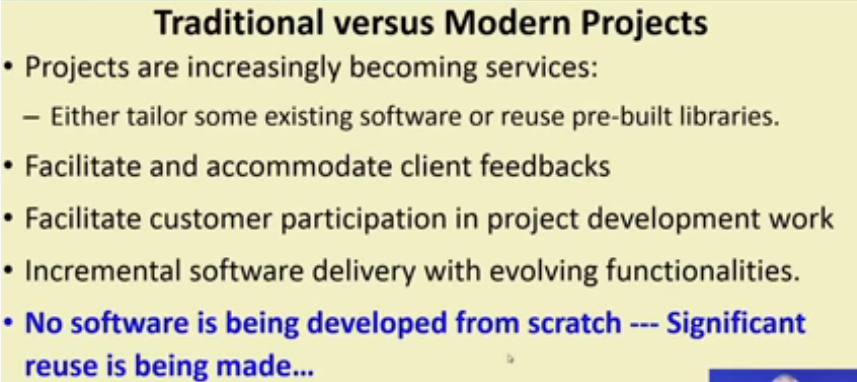 Traditional versus Modern Projects
• Projects are increasingly becoming services:
– Either tailor some existing software or reuse pre-built libraries.
• Facilitate and accommodate client feedbacks
• Facilitate customer participation in project development work
• Incremental software delivery with evolving functionalities.
• No software is being developed from scratch --- Significant
reuse is being made...